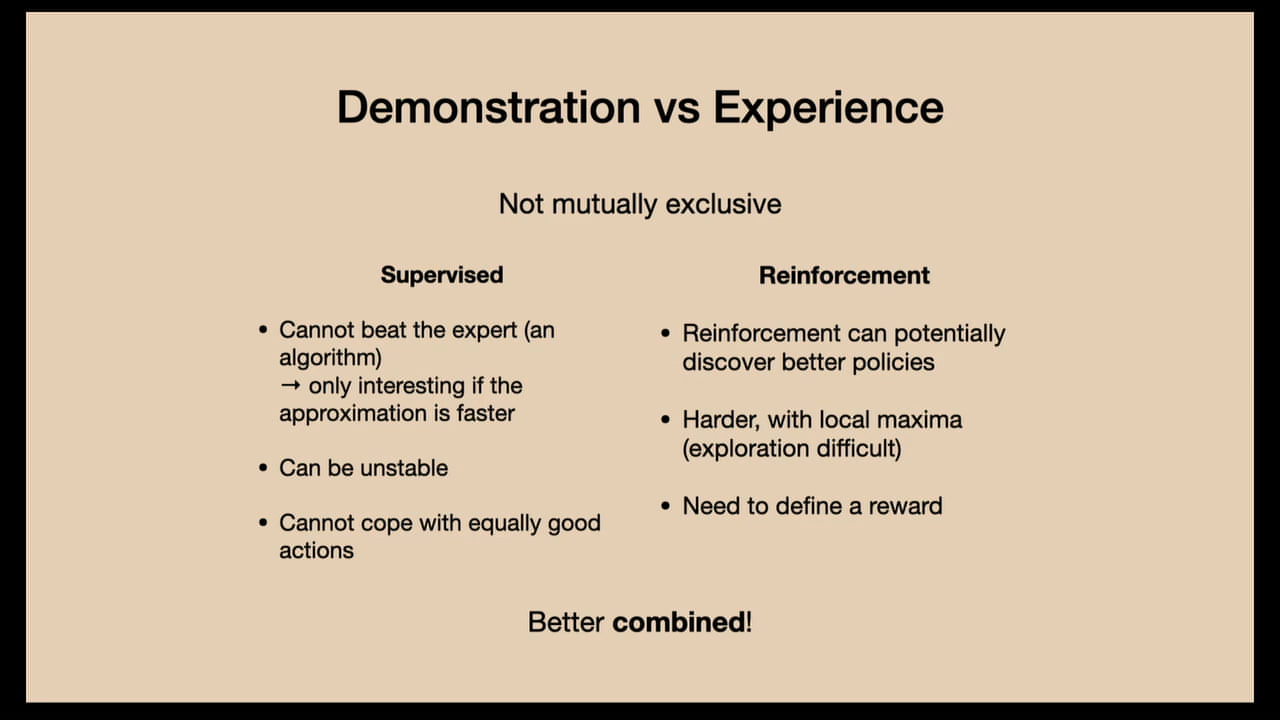 Demonstration vs Experience
Not mutually exclusive
Supervised
• Cannot beat the expert (an
algorithm)
→ only interesting if the
approximation is faster
• Can be unstable
• Cannot cope with equally good
actions
Reinforcement
• Reinforcement can potentially
discover better policies
• Harder, with local maxima
(exploration difficult)
• Need to define a reward
Better combined!